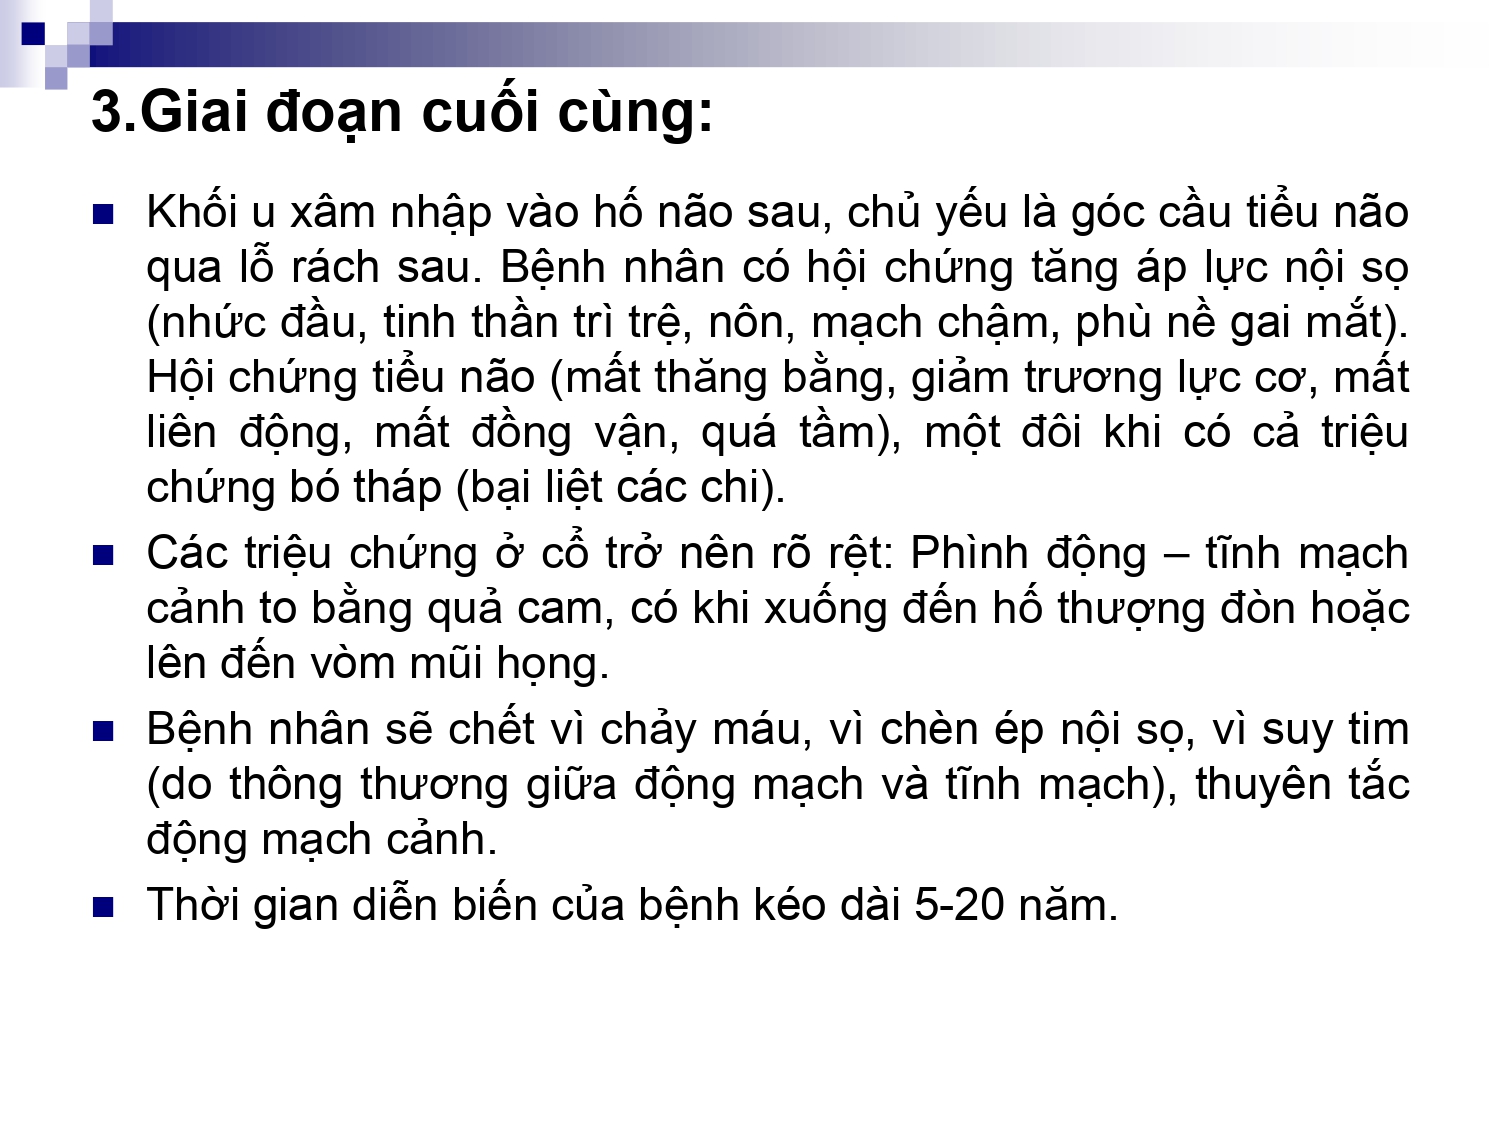 3.Giai đoạn cuối cùng:
Khối u xâm nhập vào hố não sau, chủ yếu là góc cầu tiểu não
qua lỗ rách sau. Bệnh nhân có hội chứng tăng áp lực nội sọ
(nhức đầu, tinh thần trì trệ, nôn, mạch chậm, phù nề gai mắt).
Hội chứng tiểu não (mất thăng bằng, giảm trương lực cơ, mất
liên động, mất đồng vận, quá tầm), một đôi khi có cả triệu
chứng bó tháp (bại liệt các chi).
Các triệu chứng ở cổ trở nên rõ rệt: Phình động – tĩnh mạch
cảnh to bằng quả cam, có khi xuống đến hố thượng đòn hoặc
lên đến vòm mũi họng.
Bệnh nhân sẽ chết vì chảy máu, vì chèn ép nội sọ, vì suy tim
(do thông thương giữa động mạch và tĩnh mạch), thuyên tắc
động mạch cảnh.
Thời gian diễn biến của bệnh kéo dài 5-20 năm.